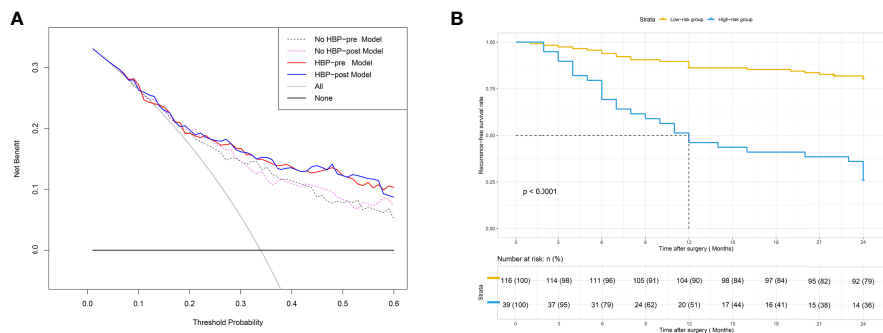 A
No HBP-pre Model
No HBP-post Model
HBP-pre Model
HBP-post Model
All
None
Net Benefit
0.3
0.2
0.1
0.0
0.0 0.1 0.2 0.3 0.4 0.5 0.6
Threshold Probability
B
Strata Low-risk group High-risk group
Recurrence-free survival rate
1.00
0.75
0.50
0.25
0.00
p < 0.0001
0 3 6 9 12 15 18 21 24
Time after surgery ( Months)
Number at risk: n (%)
Strata
116 (100) 114 (98) 111 (96) 105 (91) 104 (90) 98 (84) 97 (84) 95 (82) 92 (79)
39 (100) 37 (95) 31 (79) 24 (62) 20 (51) 17 (44) 16 (41) 15 (38) 14 (36)
0 3 6 9 12 15 18 21 24
Time after surgery ( Months)